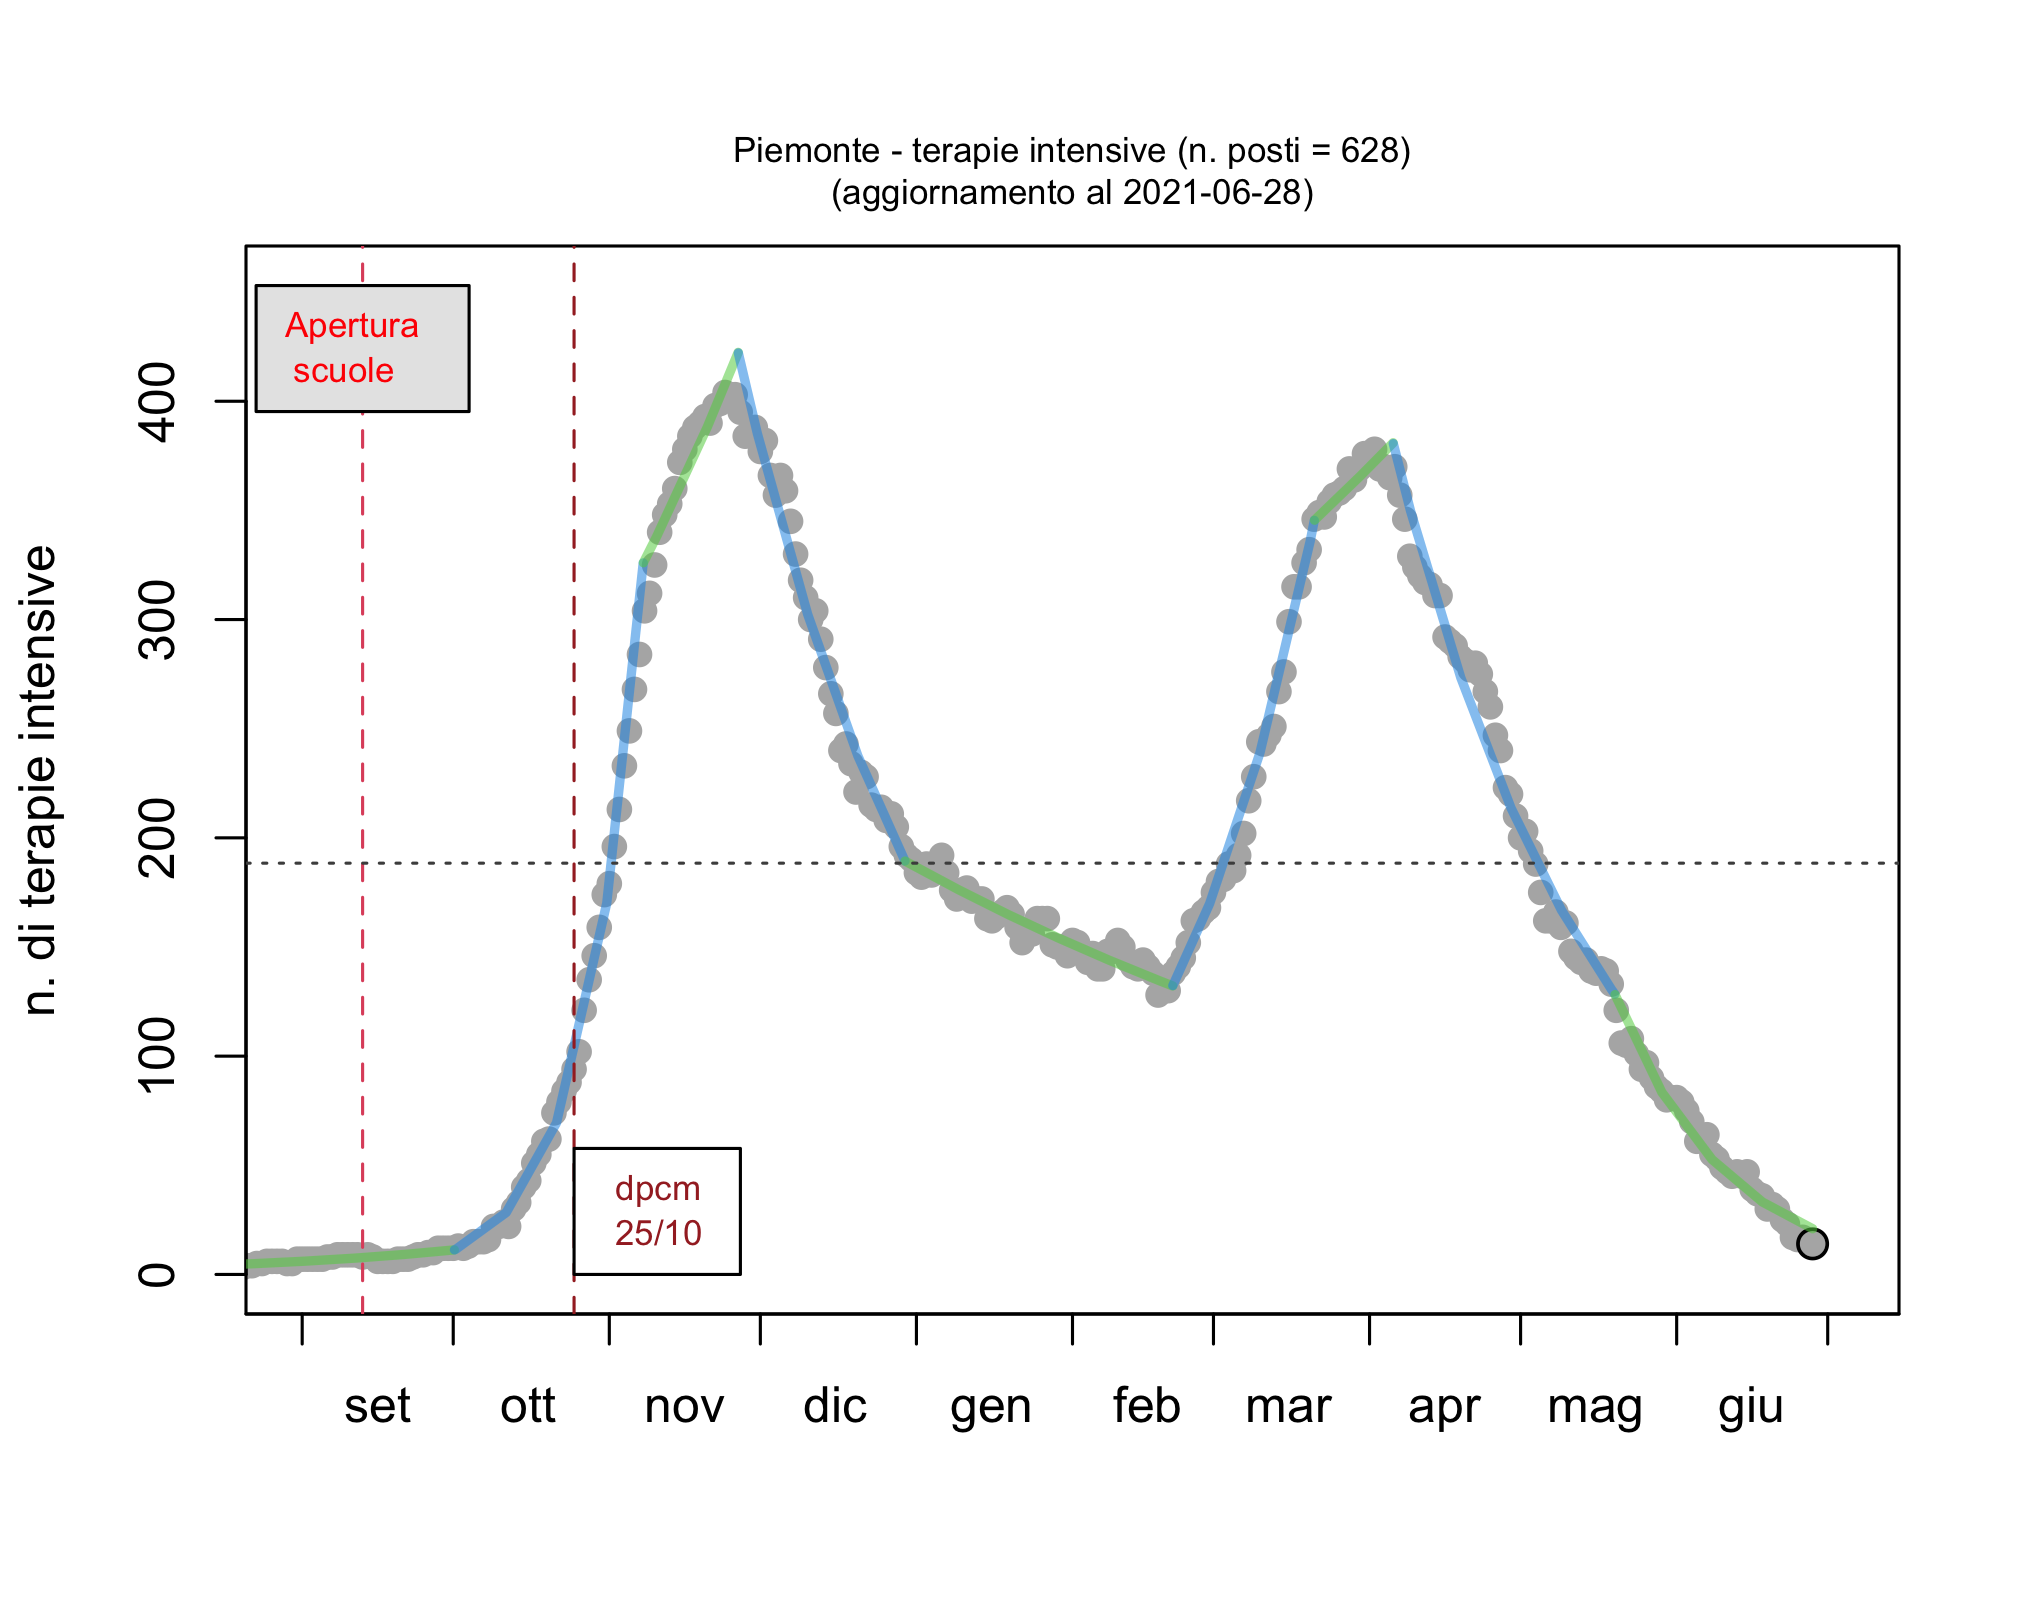 Piemonte - terapie intensive (n. posti = 628)
(aggiornamento al 2021-06-28)
Apertura
scuole
n. di terapie intensive
400
300
200
100
0
dpcm
25/10
set ott nov dic gen feb mar apr mag giu